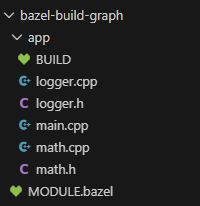 bazel-build-graph
app
BUILD
logger.cpp
logger.h
main.cpp
math.cpp
math.h
MODULE.bazel